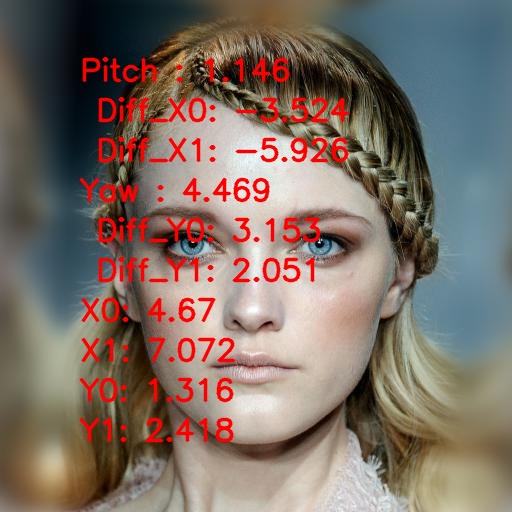 Pitch : 1.146
Diff_X0: -3.524
Diff_X1: -5.926
Yaw : 4.469
Diff_Y0: 3.153
Diff_Y1: 2.051
X0: 4.67
X1: 7.072
Y0: 1.316
Y1: 2.418